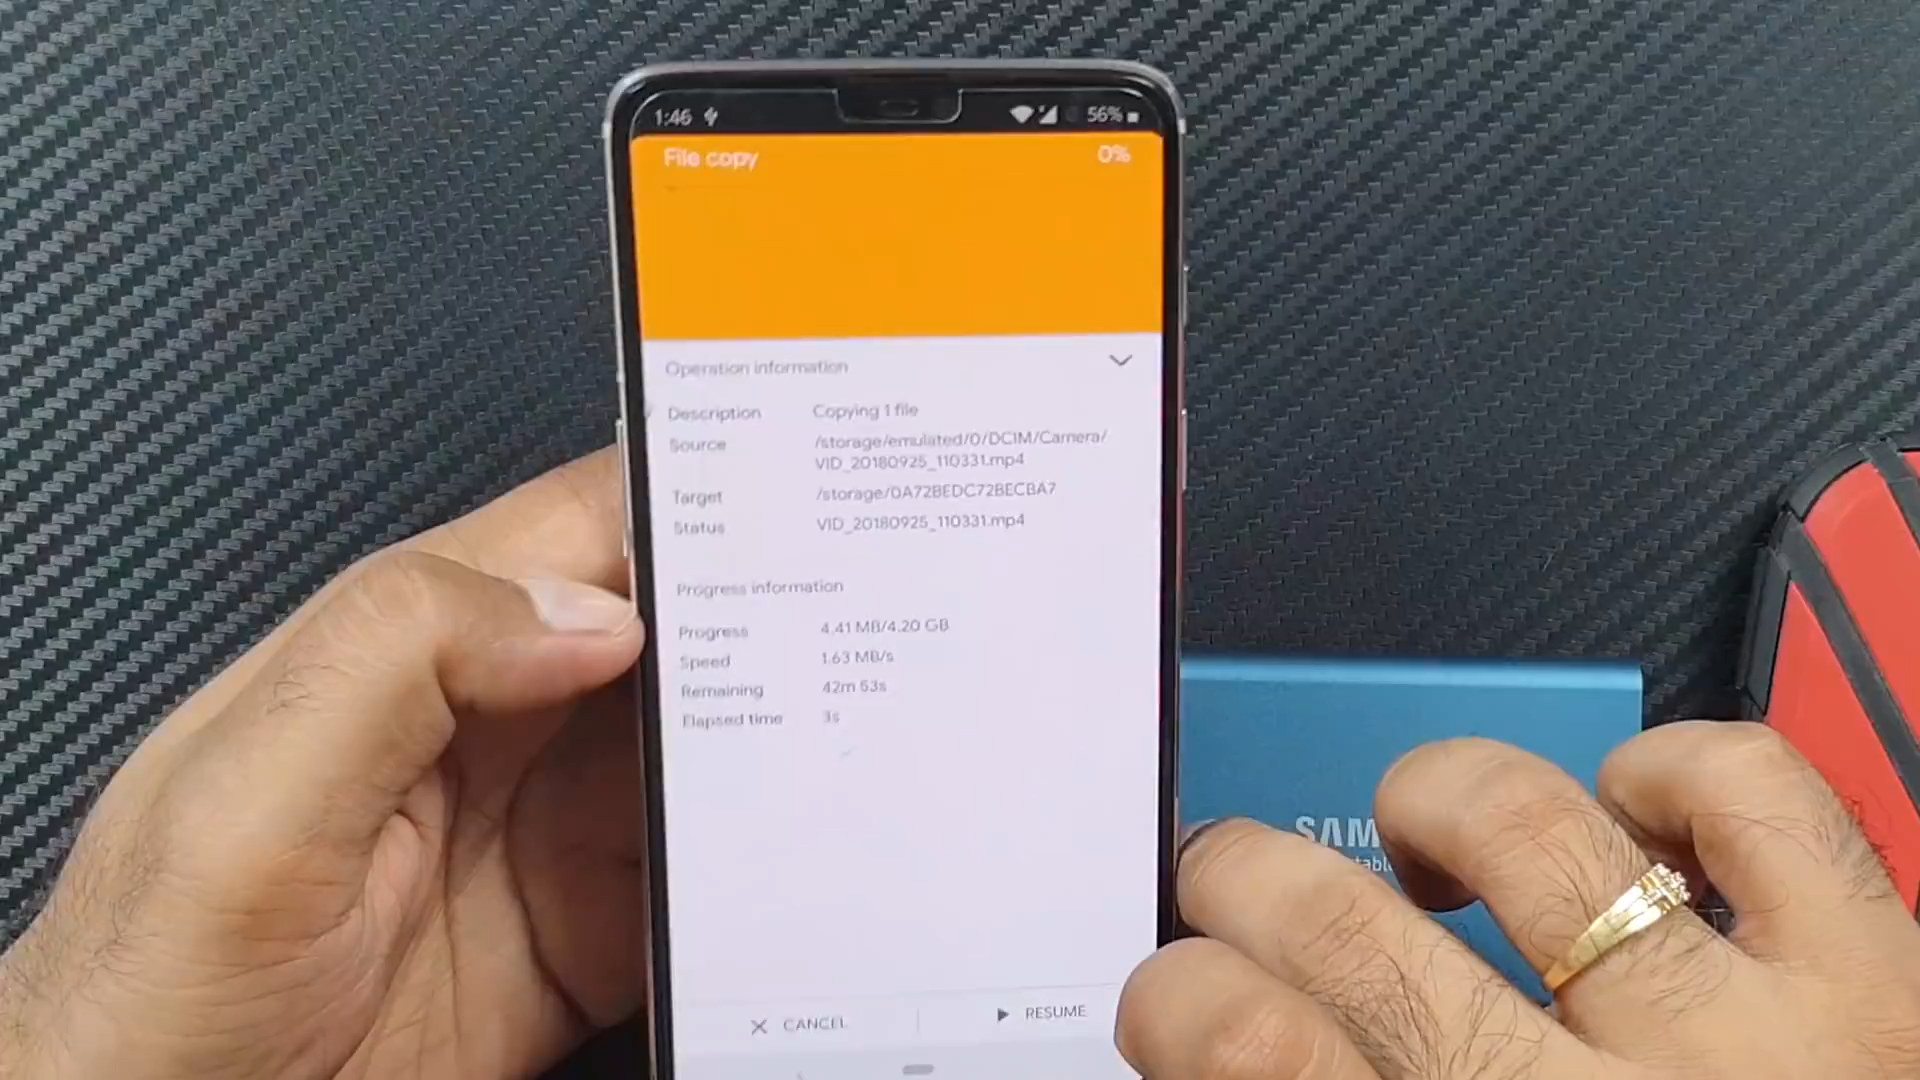 1:46 56%
File copy 0%
Operation information
Description Copying 1 file
Source /storage/emulated/0/DCIM/Camera/
VID_20180925_110331.mp4
Target /storage/0A72BEDC72BECBA7
Status VID_20180925_110331.mp4
Progress information
Progress 4.41 MB/4.20 GB
Speed 1.63 MB/s
Remaining 42m 53s
Elapsed time 3s
CANCEL RESUME
SAM
table